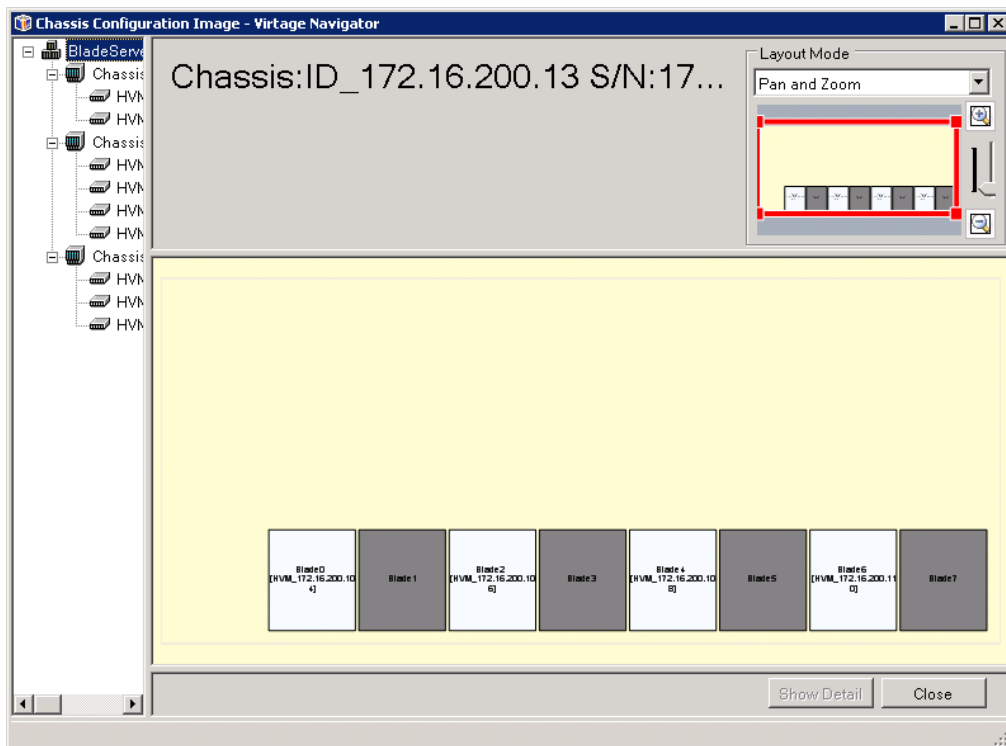 Chassis Configuration Image - Virtage Navigator
BladeServe
Chassis
HVM
HVM
Chassis
HVM
HVM
HVM
HVM
Chassis
HVM
HVM
HVM
Chassis:ID_172.16.200.13 S/N:17...
Layout Mode
Pan and Zoom
Blade0
[HVM_172.16.200.10
4]
Blade1
Blade2
[HVM_172.16.200.10
6]
Blade3
Blade4
[HVM_172.16.200.10
8]
Blade5
Blade6
[HVM_172.16.200.11
0]
Blade7
Show Detail
Close